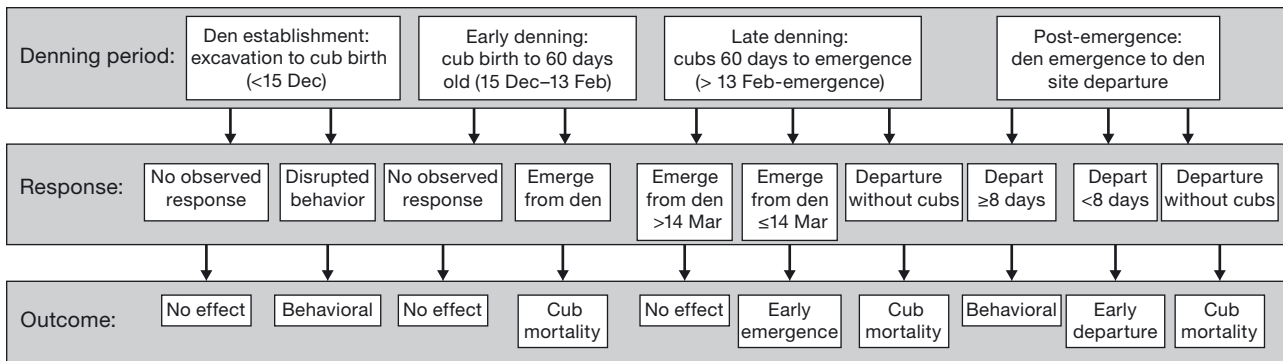 Denning period:
Den establishment:
excavation to cub birth
(<15 Dec)
Early denning:
cub birth to 60 days
old (15 Dec–13 Feb)
Late denning:
cubs 60 days to emergence
(> 13 Feb-emergence)
Post-emergence:
den emergence to den
site departure
Response:
No observed
response
Disrupted
behavior
No observed
response
Emerge
from den
Emerge
from den
>14 Mar
Emerge
from den
≤14 Mar
Departure
without cubs
Depart
≥8 days
Depart
<8 days
Departure
without cubs
Outcome:
No effect
Behavioral
No effect
Cub
mortality
No effect
Early
emergence
Cub
mortality
Behavioral
Early
departure
Cub
mortality